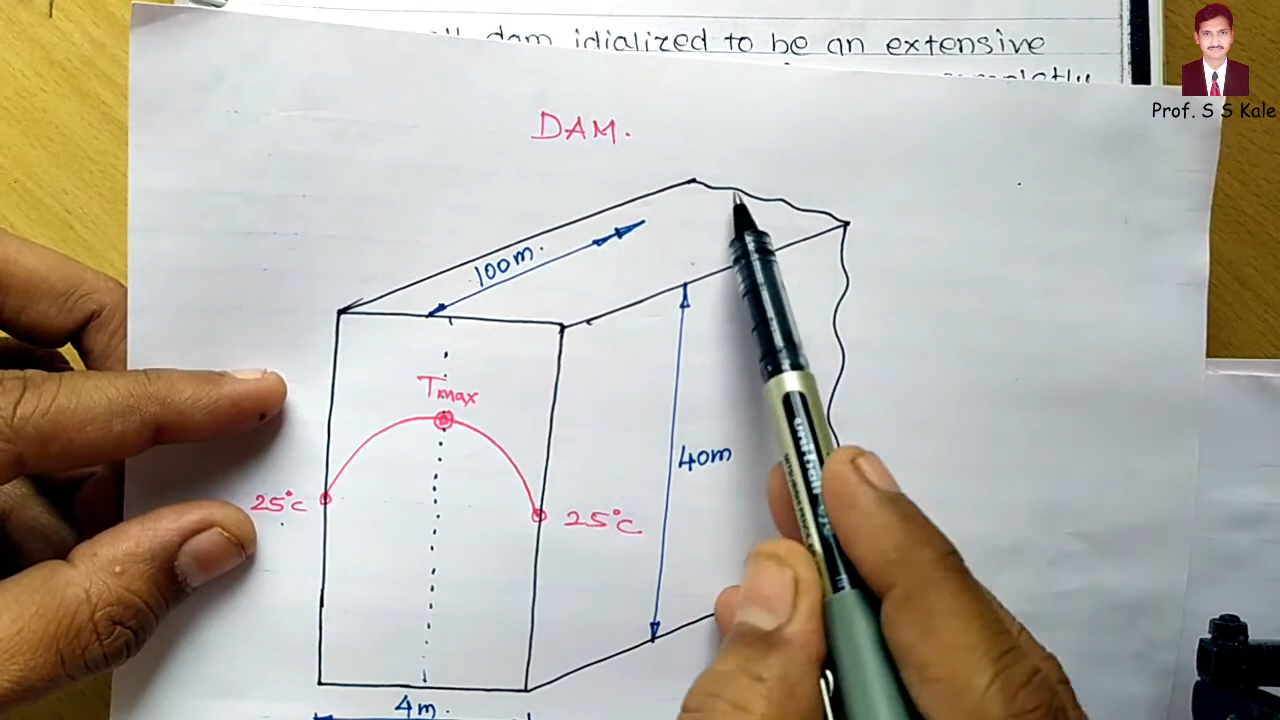 dam idialized to be an extensive
Prof. S S Kale
DAM.
100m.
Tmax
40m
25°c
25°c
4m.